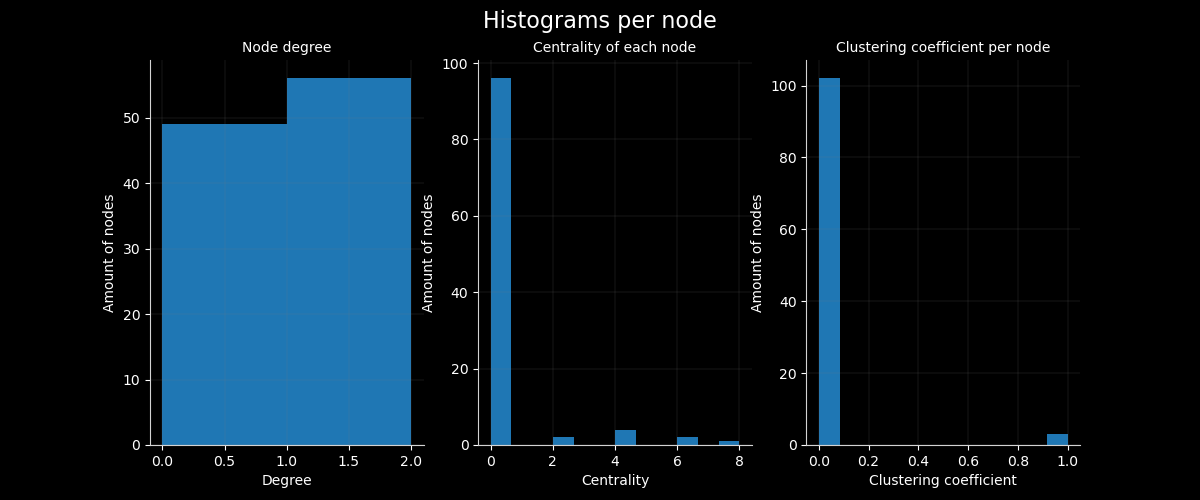 Histograms per node
Node degree
Amount of nodes
50
40
30
20
10
0
0.0 0.5 1.0 1.5 2.0
Degree
Centrality of each node
Amount of nodes
100
80
60
40
20
0
0 2 4 6 8
Centrality
Clustering coefficient per node
Amount of nodes
100
80
60
40
20
0
0.0 0.2 0.4 0.6 0.8 1.0
Clustering coefficient